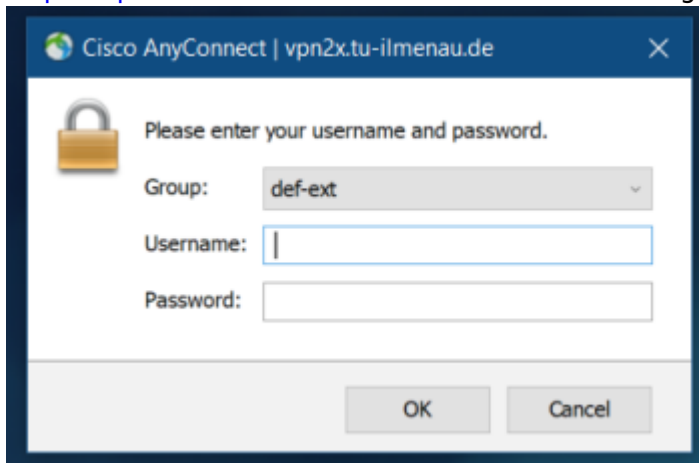 Cisco AnyConnect | vpn2x.tu-ilmenau.de
Please enter your username and password.
Group: def-ext
Username:
Password:
OK Cancel